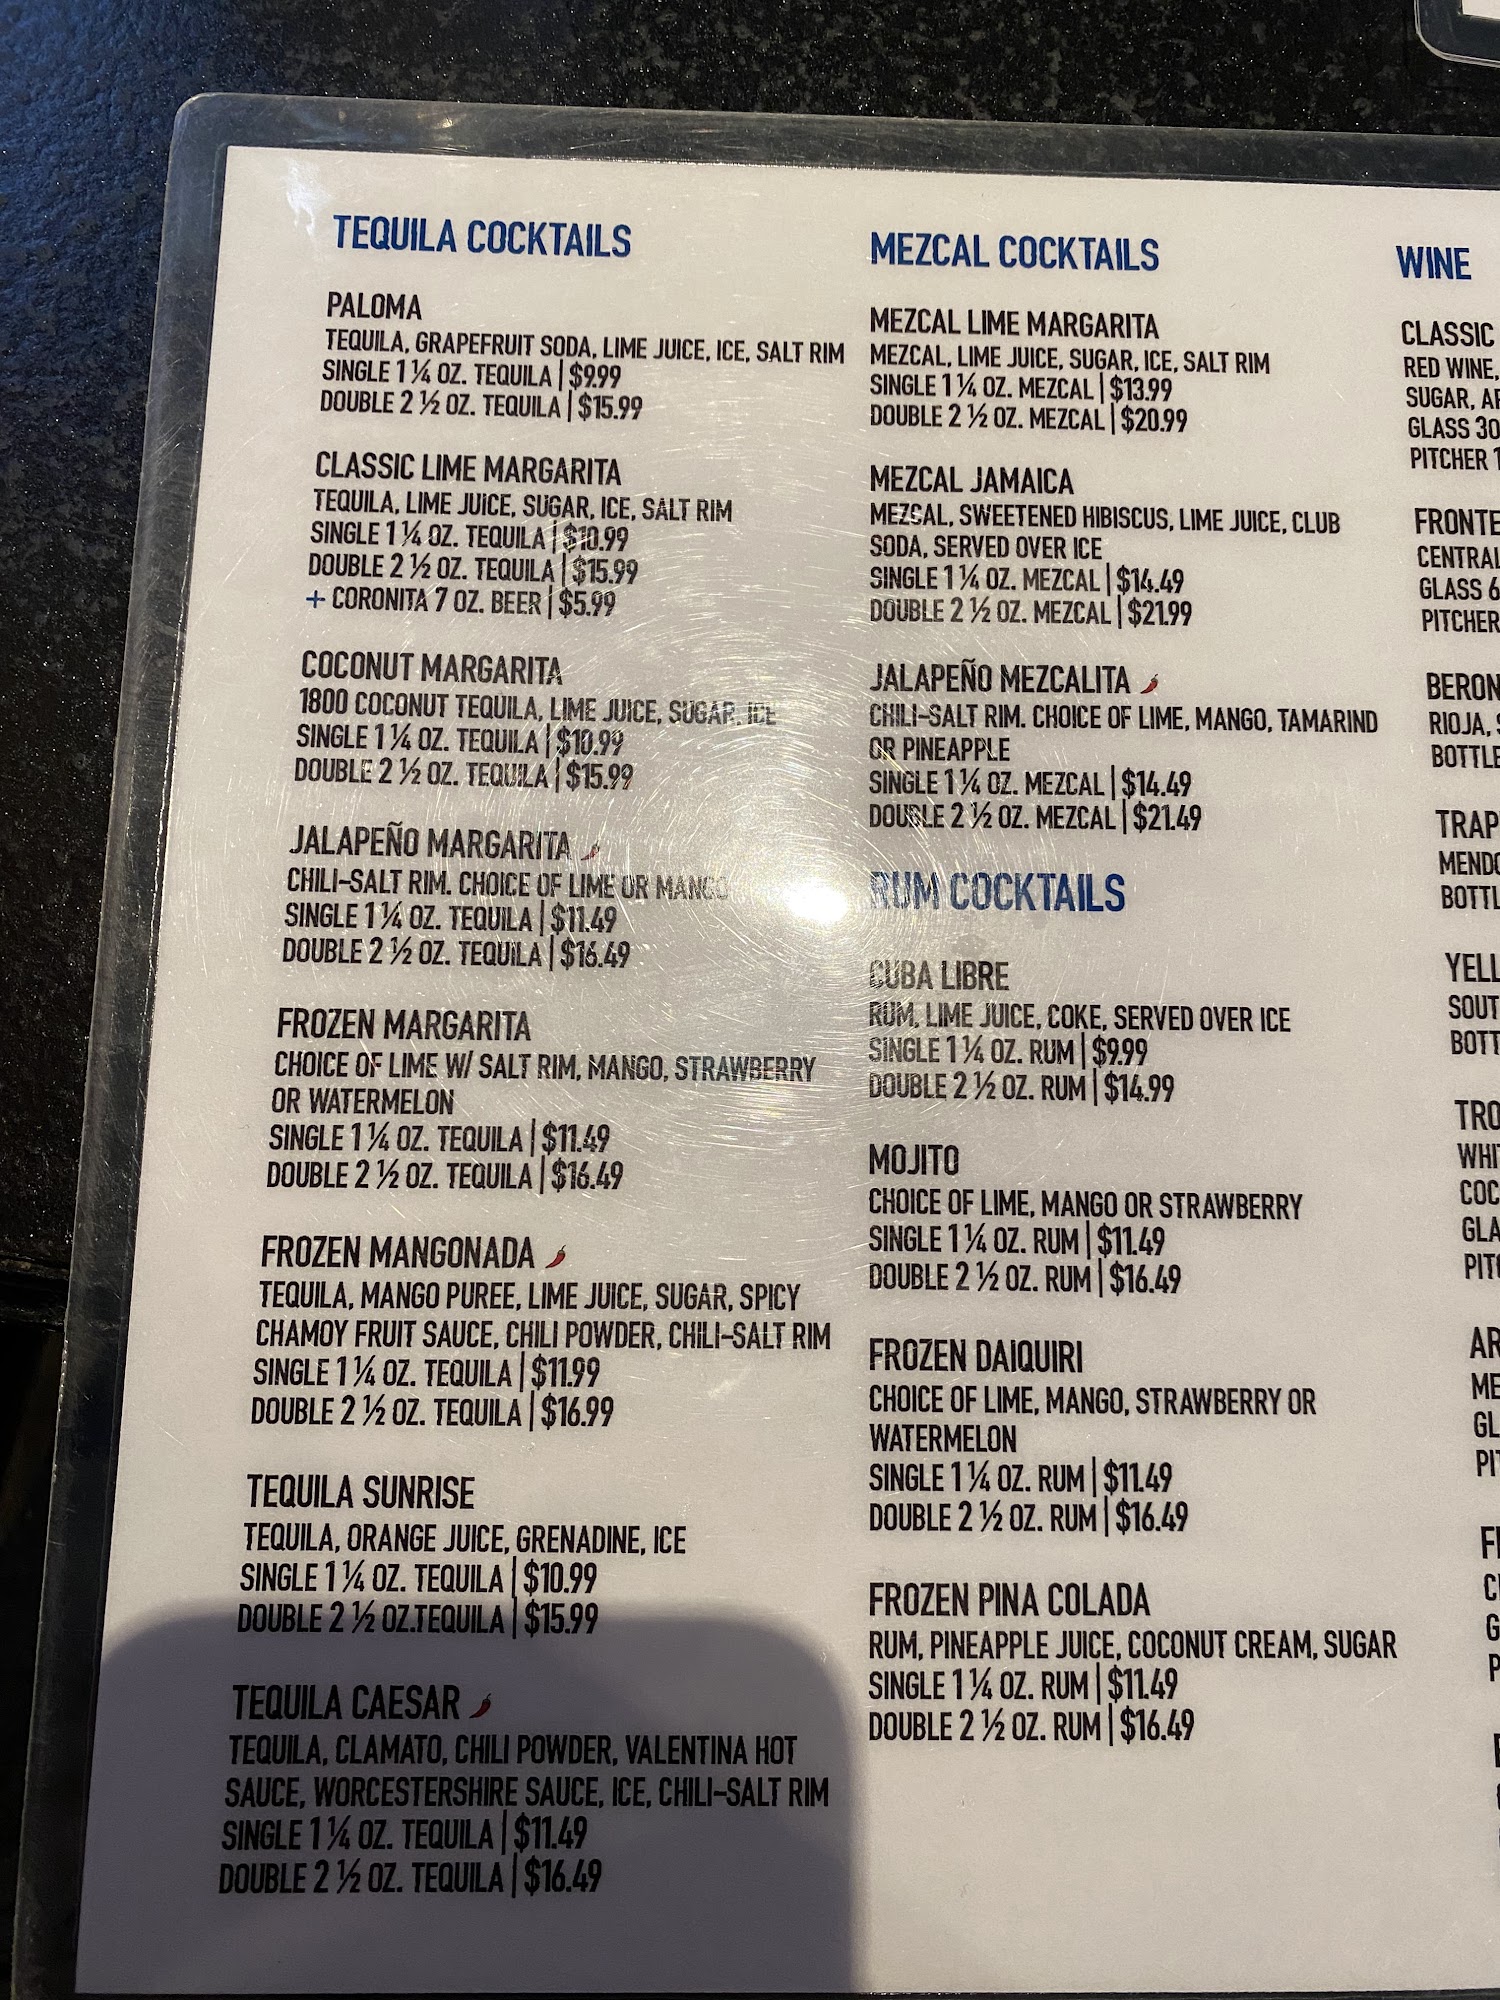 TEQUILA COCKTAILS
PALOMA
TEQUILA, GRAPEFRUIT SODA, LIME JUICE, ICE, SALT RIM
SINGLE 1 ¼ OZ. TEQUILA | $9.99
DOUBLE 2 ½ OZ. TEQUILA | $15.99
CLASSIC LIME MARGARITA
TEQUILA, LIME JUICE, SUGAR, ICE, SALT RIM
SINGLE 1 ¼ OZ. TEQUILA | $10.99
DOUBLE 2 ½ OZ. TEQUILA | $15.99
+ CORONITA 7 OZ. BEER | $5.99
COCONUT MARGARITA
1800 COCONUT TEQUILA, LIME JUICE, SUGAR, ICE
SINGLE 1 ¼ OZ. TEQUILA | $10.99
DOUBLE 2 ½ OZ. TEQUILA | $15.99
JALAPEÑO MARGARITA
CHILI-SALT RIM. CHOICE OF LIME OR MANGO
SINGLE 1 ¼ OZ. TEQUILA | $11.49
DOUBLE 2 ½ OZ. TEQUILA | $16.49
FROZEN MARGARITA
CHOICE OF LIME W/ SALT RIM, MANGO, STRAWBERRY
OR WATERMELON
SINGLE 1 ¼ OZ. TEQUILA | $11.49
DOUBLE 2 ½ OZ. TEQUILA | $16.49
FROZEN MANGONADA
TEQUILA, MANGO PUREE, LIME JUICE, SUGAR, SPICY
CHAMOY FRUIT SAUCE, CHILI POWDER, CHILI-SALT RIM
SINGLE 1 ¼ OZ. TEQUILA | $11.99
DOUBLE 2 ½ OZ. TEQUILA | $16.99
TEQUILA SUNRISE
TEQUILA, ORANGE JUICE, GRENADINE, ICE
SINGLE 1 ¼ OZ. TEQUILA | $10.99
DOUBLE 2 ½ OZ.TEQUILA | $15.99
TEQUILA CAESAR
TEQUILA, CLAMATO, CHILI POWDER, VALENTINA HOT
SAUCE, WORCESTERSHIRE SAUCE, ICE, CHILI-SALT RIM
SINGLE 1 ¼ OZ. TEQUILA | $11.49
DOUBLE 2 ½ OZ. TEQUILA | $16.49
MEZCAL COCKTAILS
MEZCAL LIME MARGARITA
MEZCAL, LIME JUICE, SUGAR, ICE, SALT RIM
SINGLE 1 ¼ OZ. MEZCAL | $13.99
DOUBLE 2 ½ OZ. MEZCAL | $20.99
MEZCAL JAMAICA
MEZCAL, SWEETENED HIBISCUS, LIME JUICE, CLUB
SODA, SERVED OVER ICE
SINGLE 1 ¼ OZ. MEZCAL | $14.49
DOUBLE 2 ½ OZ. MEZCAL | $21.99
JALAPEÑO MEZCALITA
CHILI-SALT RIM. CHOICE OF LIME, MANGO, TAMARIND
OR PINEAPPLE
SINGLE 1 ¼ OZ. MEZCAL | $14.49
DOUBLE 2 ½ OZ. MEZCAL | $21.49
RUM COCKTAILS
CUBA LIBRE
RUM, LIME JUICE, COKE, SERVED OVER ICE
SINGLE 1 ¼ OZ. RUM | $9.99
DOUBLE 2 ½ OZ. RUM | $14.99
MOJITO
CHOICE OF LIME, MANGO OR STRAWBERRY
SINGLE 1 ¼ OZ. RUM | $11.49
DOUBLE 2 ½ OZ. RUM | $16.49
FROZEN DAIQUIRI
CHOICE OF LIME, MANGO, STRAWBERRY OR
WATERMELON
SINGLE 1 ¼ OZ. RUM | $11.49
DOUBLE 2 ½ OZ. RUM | $16.49
FROZEN PINA COLADA
RUM, PINEAPPLE JUICE, COCONUT CREAM, SUGAR
SINGLE 1 ¼ OZ. RUM | $11.49
DOUBLE 2 ½ OZ. RUM | $16.49
WINE
CLASSIC
RED WINE,
SUGAR,
GLASS
PITCHER
CENTRAL
GLASS
PITCHER
RIOJA,
BOTTLE